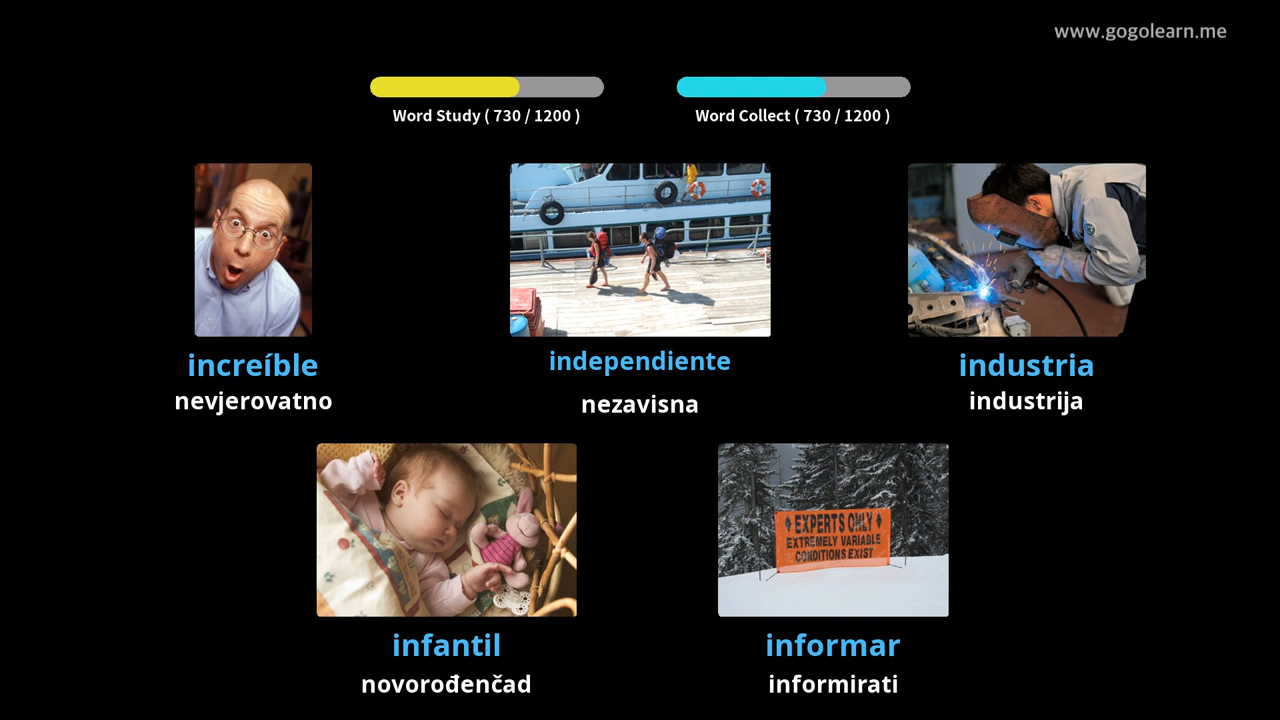 www.gogolearn.me
Word Study ( 730 / 1200 )
Word Collect ( 730 / 1200 )
increíble
nevjerovatno
independiente
nezavisna
industria
industrija
EXPERTS ONLY
EXTREMELY VARIABLE
CONDITIONS EXIST
infantil
novorođenčad
informar
informirati